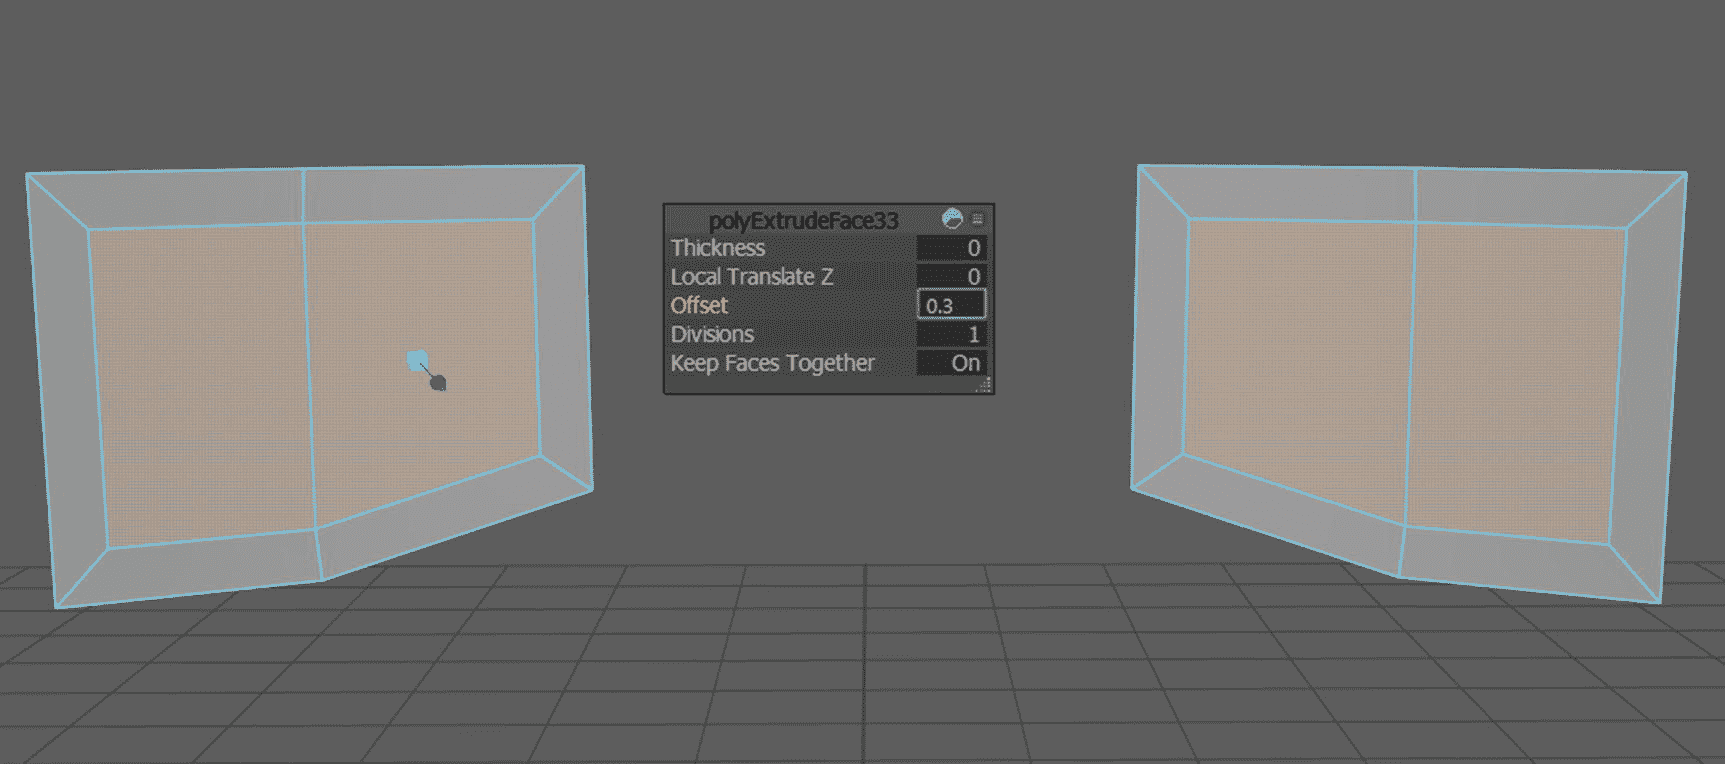 polyExtrudeFace33
Thickness 0
Local Translate Z 0
Offset 0.3
Divisions 1
Keep Faces Together On